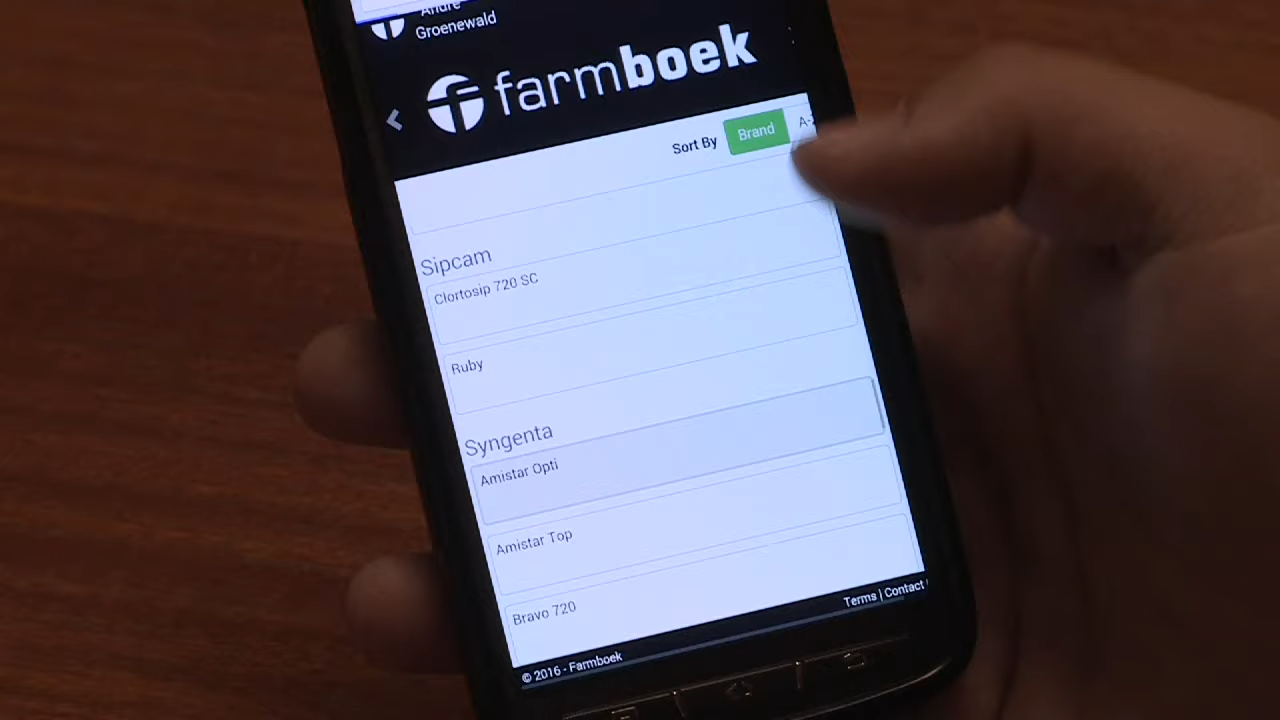 Groenewald
farmboek
Sort By Brand
Sipcam
Clortosip 720 SC
Ruby
Syngenta
Amistar Opti
Amistar Top
Bravo 720
Terms | Contact
© 2016 - Farmboek